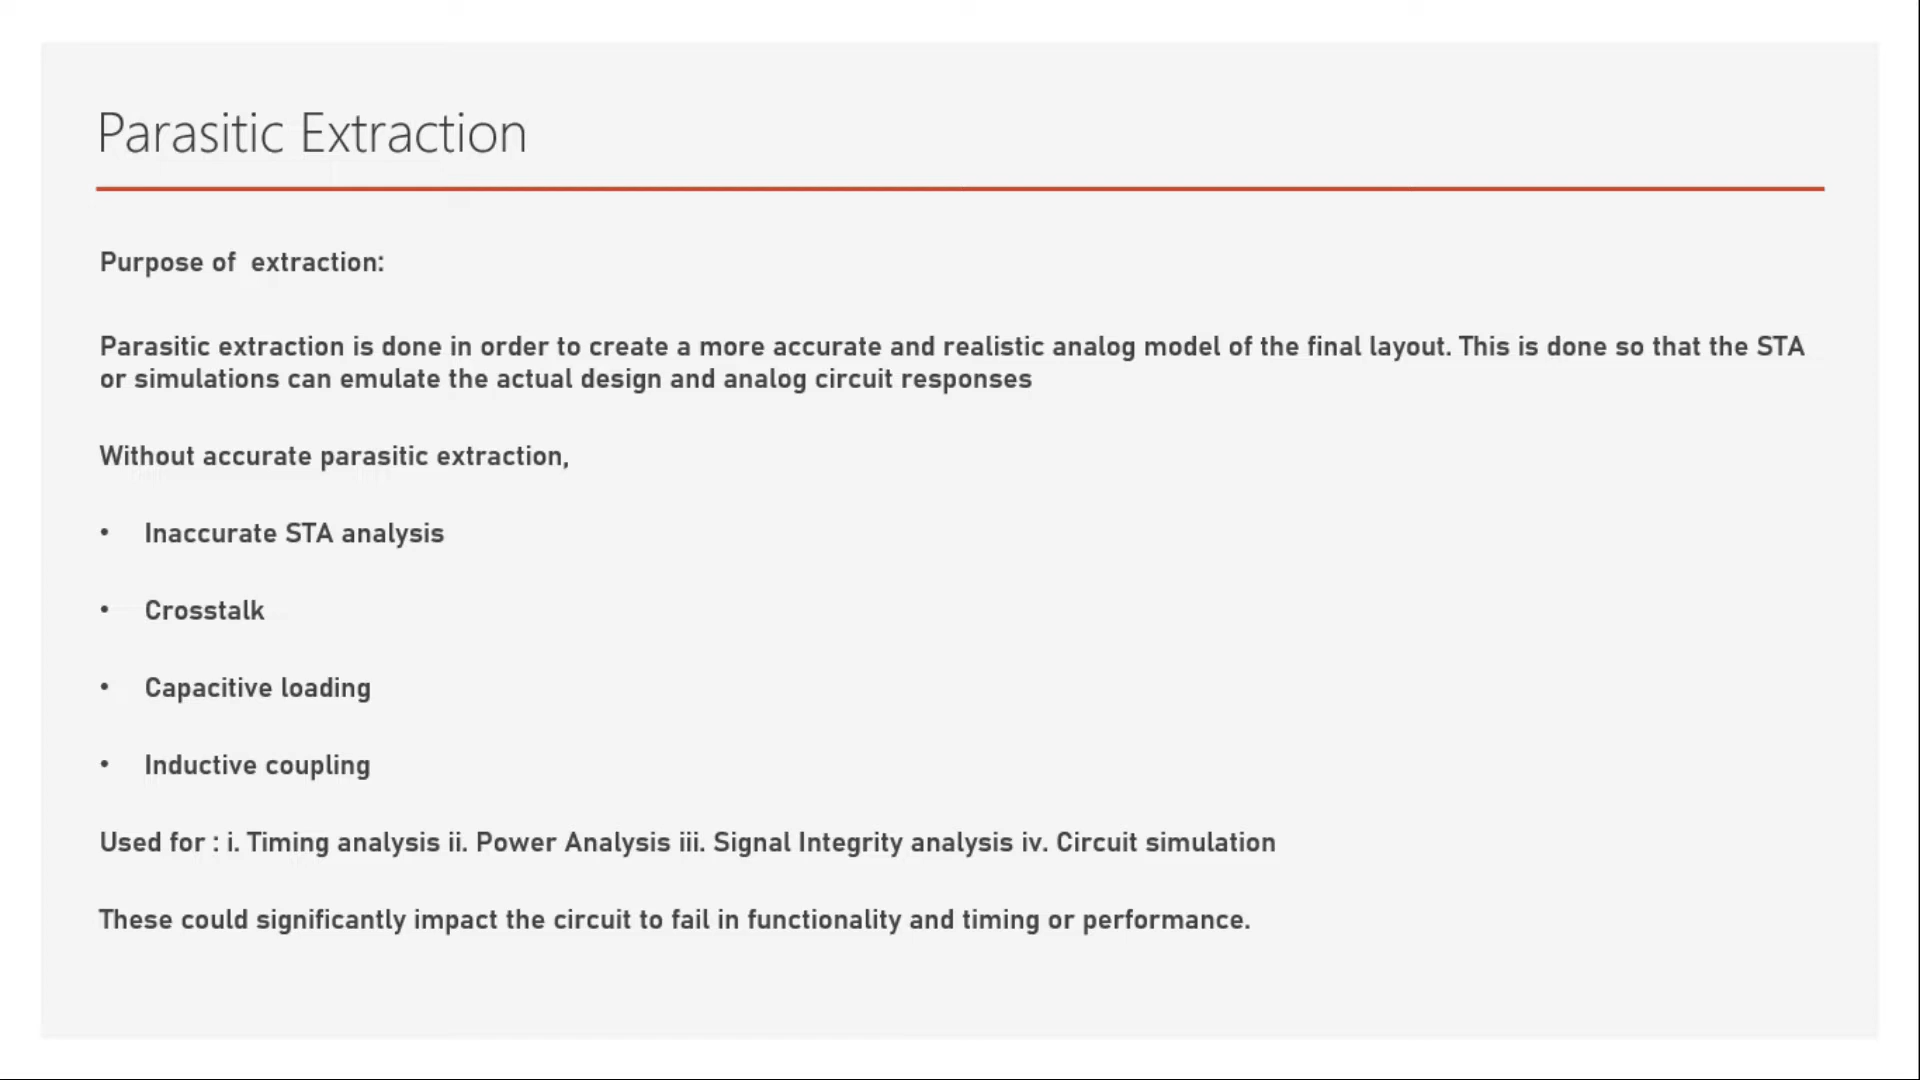 Parasitic Extraction
Purpose of  extraction:
Parasitic extraction is done in order to create a more accurate and realistic analog model of the final layout. This is done so that the STA
or simulations can emulate the actual design and analog circuit responses
Without accurate parasitic extraction,
• Inaccurate STA analysis
• Crosstalk
• Capacitive loading
• Inductive coupling
Used for : i. Timing analysis ii. Power Analysis iii. Signal Integrity analysis iv. Circuit simulation
These could significantly impact the circuit to fail in functionality and timing or performance.